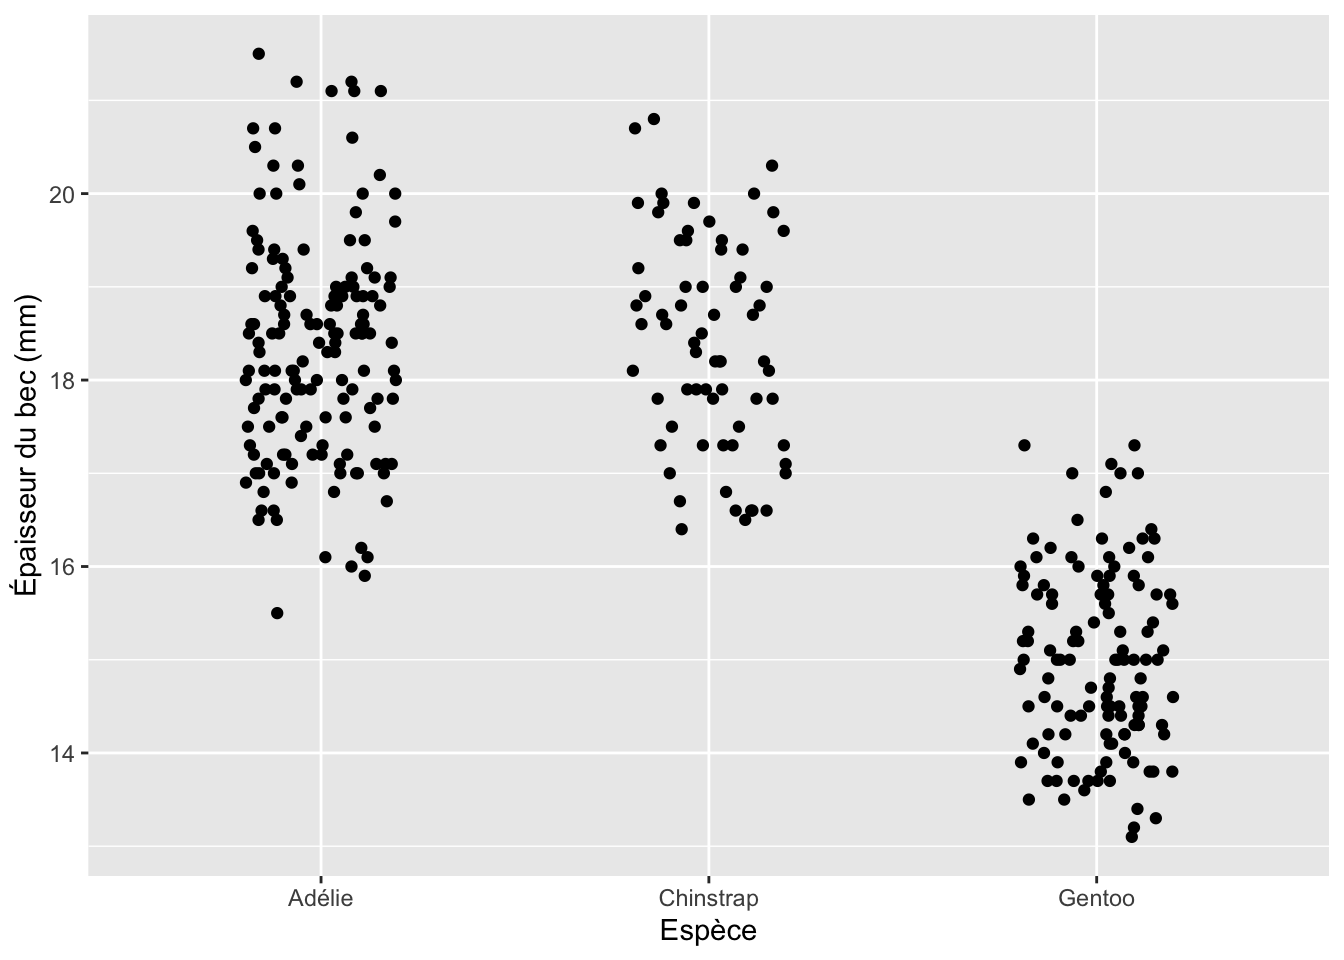 Épaisseur du bec (mm)
20
18
16
14
Adélie
Chinstrap
Gentoo
Espèce